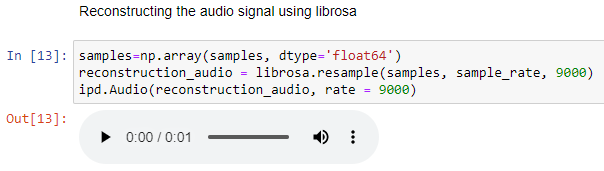 Reconstructing the audio signal using librosa
In [13]: samples=np.array(samples, dtype='float64')
reconstruction_audio = librosa.resample(samples, sample_rate, 9000)
ipd.Audio(reconstruction_audio, rate = 9000)
Out[13]:
0:00 / 0:01